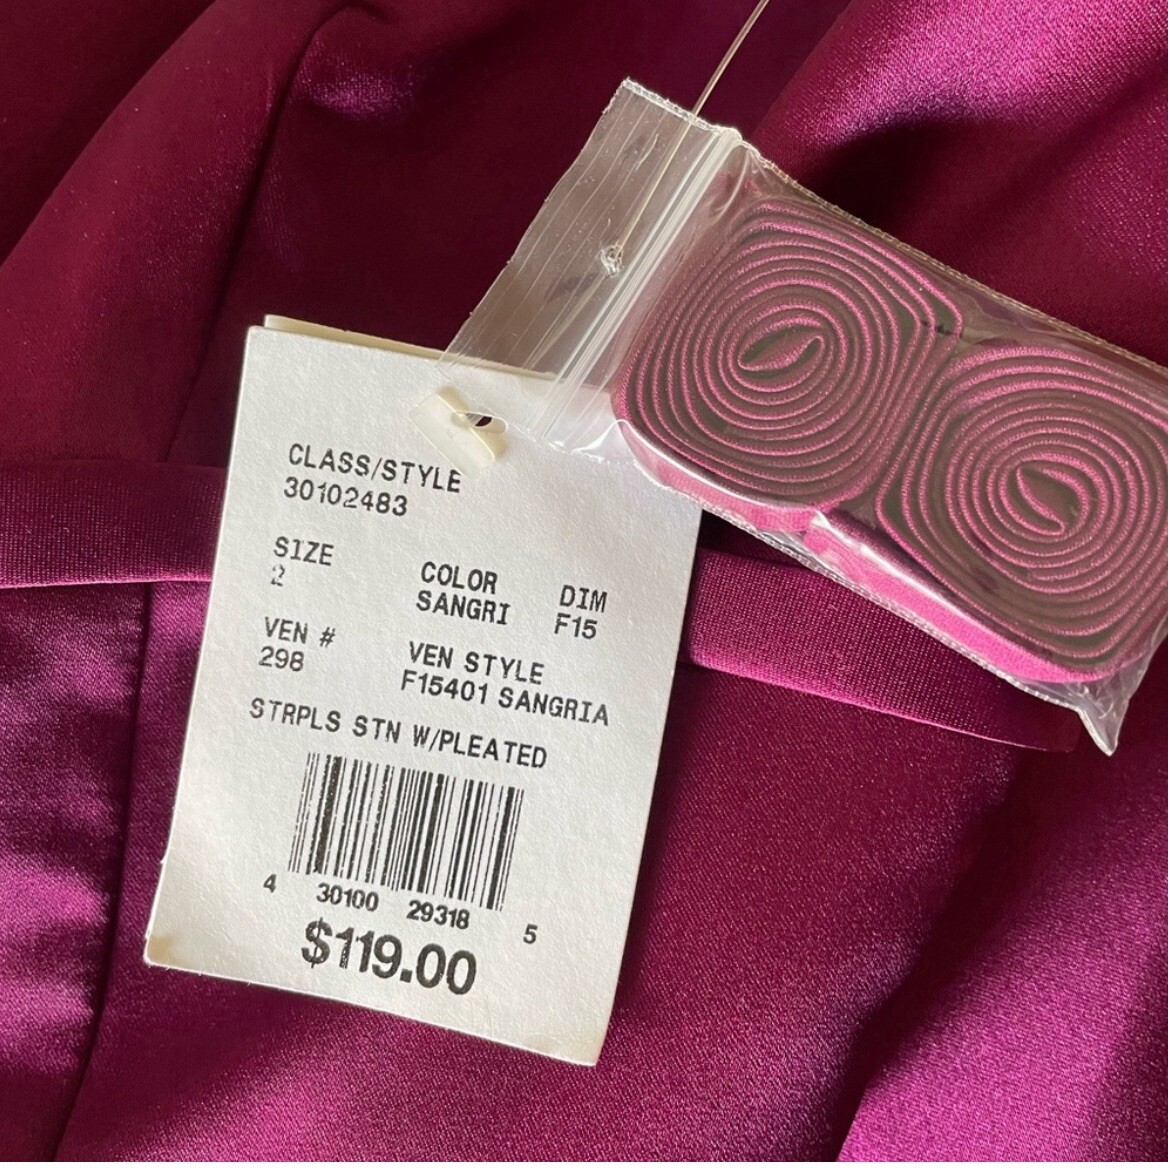 CLASS/STYLE
30102483
SIZE COLOR DIM
2 SANGRI F15
VEN # VEN STYLE
298 F15401 SANGRIA
STRPLS STN W/PLEATED
4 30100 29318 5
$119.00